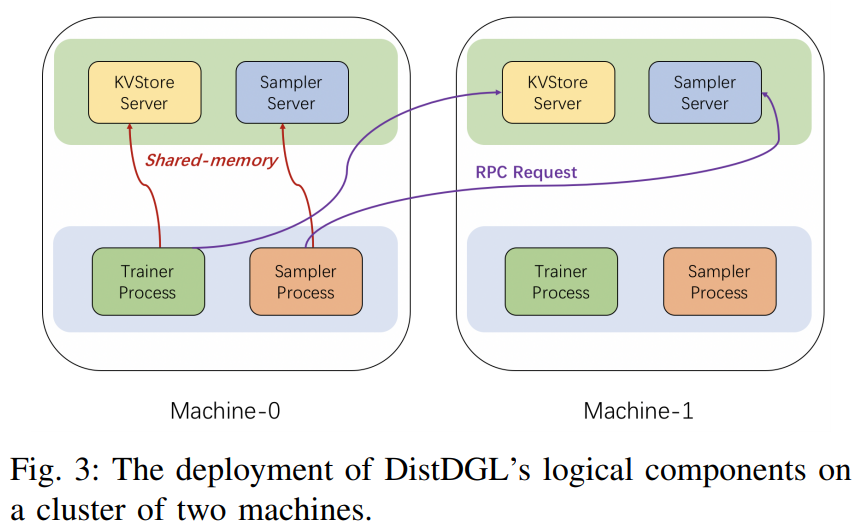 KVStore
Server
Sampler
Server
KVStore
Server
Sampler
Server
Shared-memory
RPC Request
Trainer
Process
Sampler
Process
Trainer
Process
Sampler
Process
Machine-0
Machine-1
Fig. 3: The deployment of DistDGL's logical components on
a cluster of two machines.